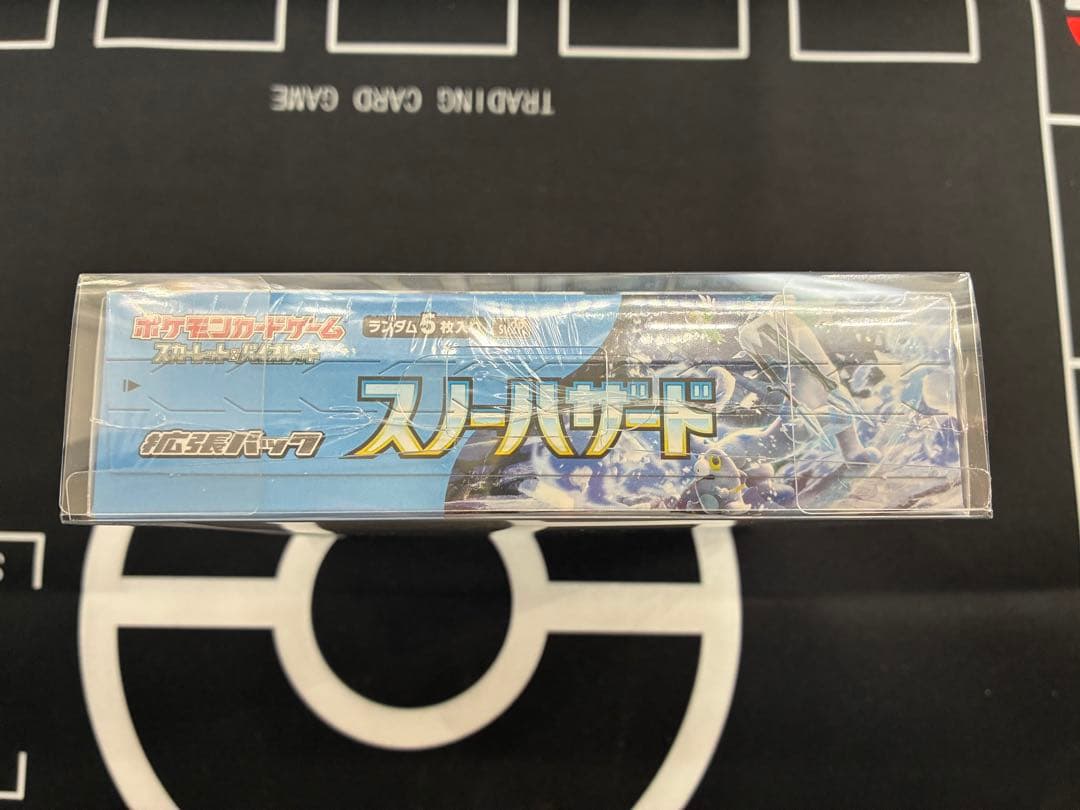 TRADING CARD GAME
ポケモンカードゲーム
スカーレット&バイオレット
ランダム5枚入り
拡張パック
スノーハザード